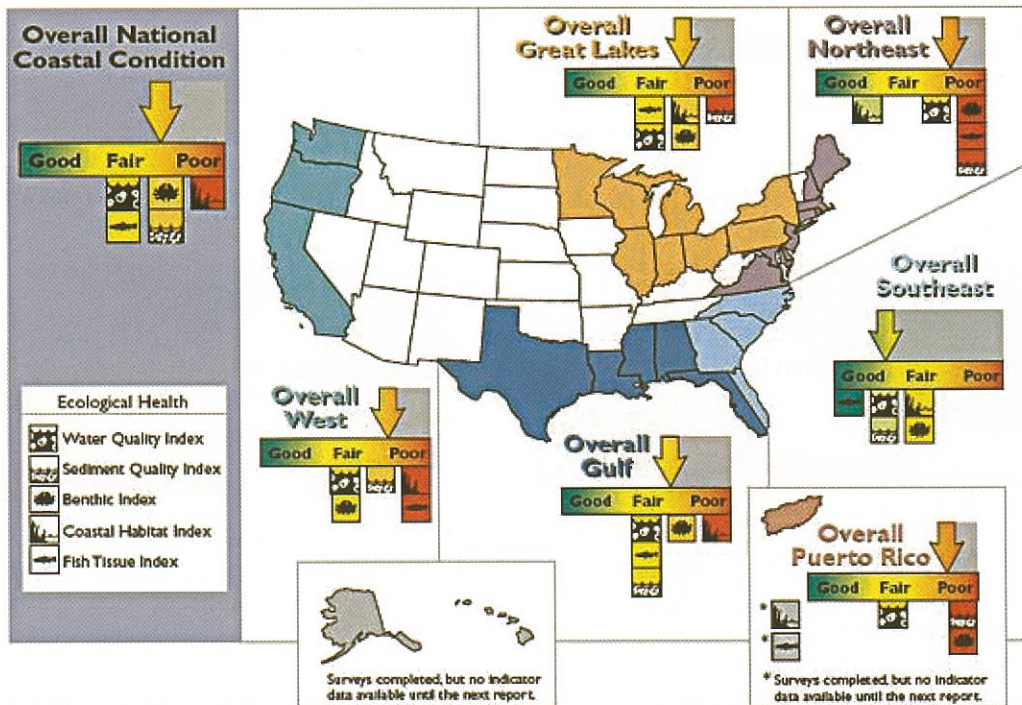 Overall National
Coastal Condition
Good Fair Poor
Ecological Health
Water Quality Index
Sediment Quality Index
Benthic Index
Coastal Habitat Index
Fish Tissue Index
Overall
Great Lakes
Good Fair Poor
Overall
Northeast
Good Fair Poor
Overall
Southeast
Good Fair Poor
Overall
West
Good Fair Poor
Overall
Gulf
Good Fair Poor
Surveys completed, but no indicator
data available until the next report.
Overall
Puerto Rico
Good Fair Poor
*
*
* Surveys completed, but no indicator
data available until the next report.